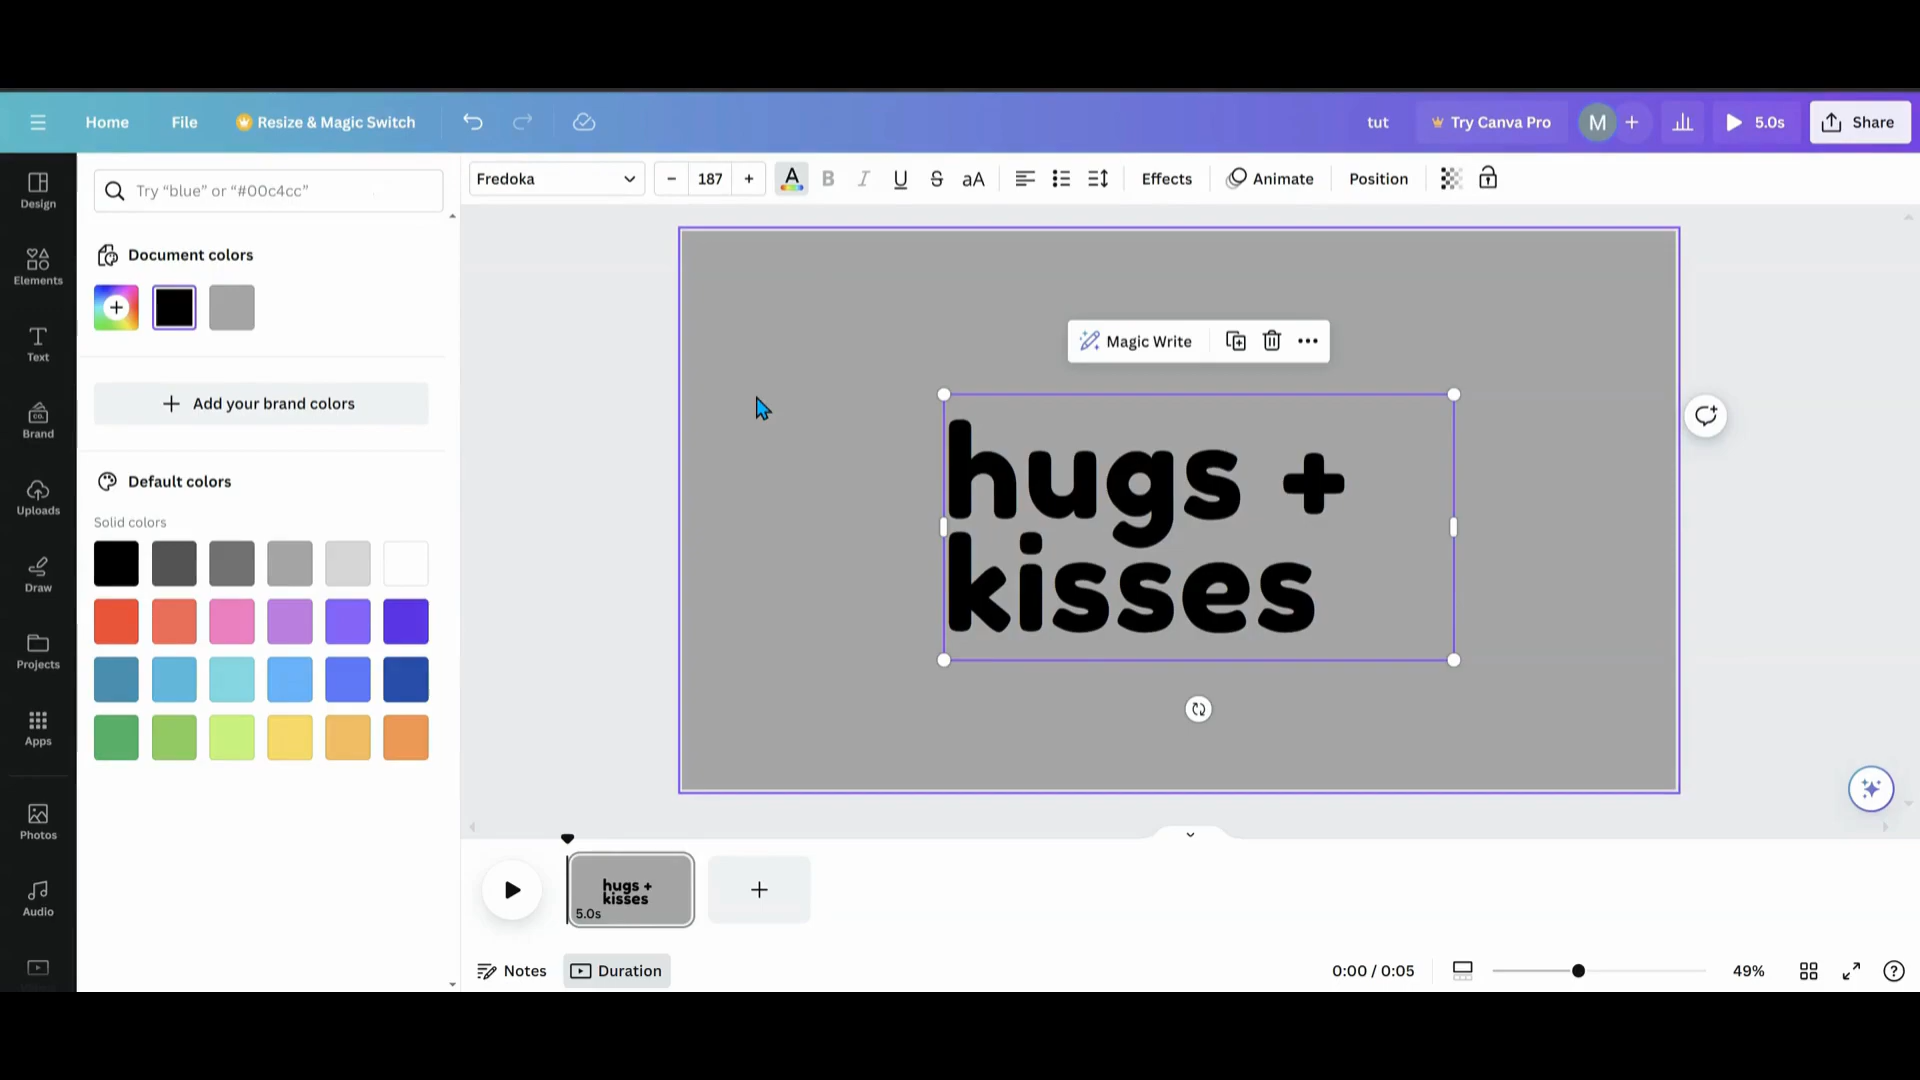 Home File Resize & Magic Switch tut Try Canva Pro M 5.0s Share
Design
Elements
Text
Brand
Uploads
Draw
Projects
Apps
Photos
Audio
Try “blue” or “#00c4cc”
Document colors
Add your brand colors
Default colors
Solid colors
Fredoka 187 A B I U S aA Effects Animate Position
Magic Write
hugs +
kisses
hugs +
kisses
5.0s
Notes Duration 0:00 / 0:05 49%